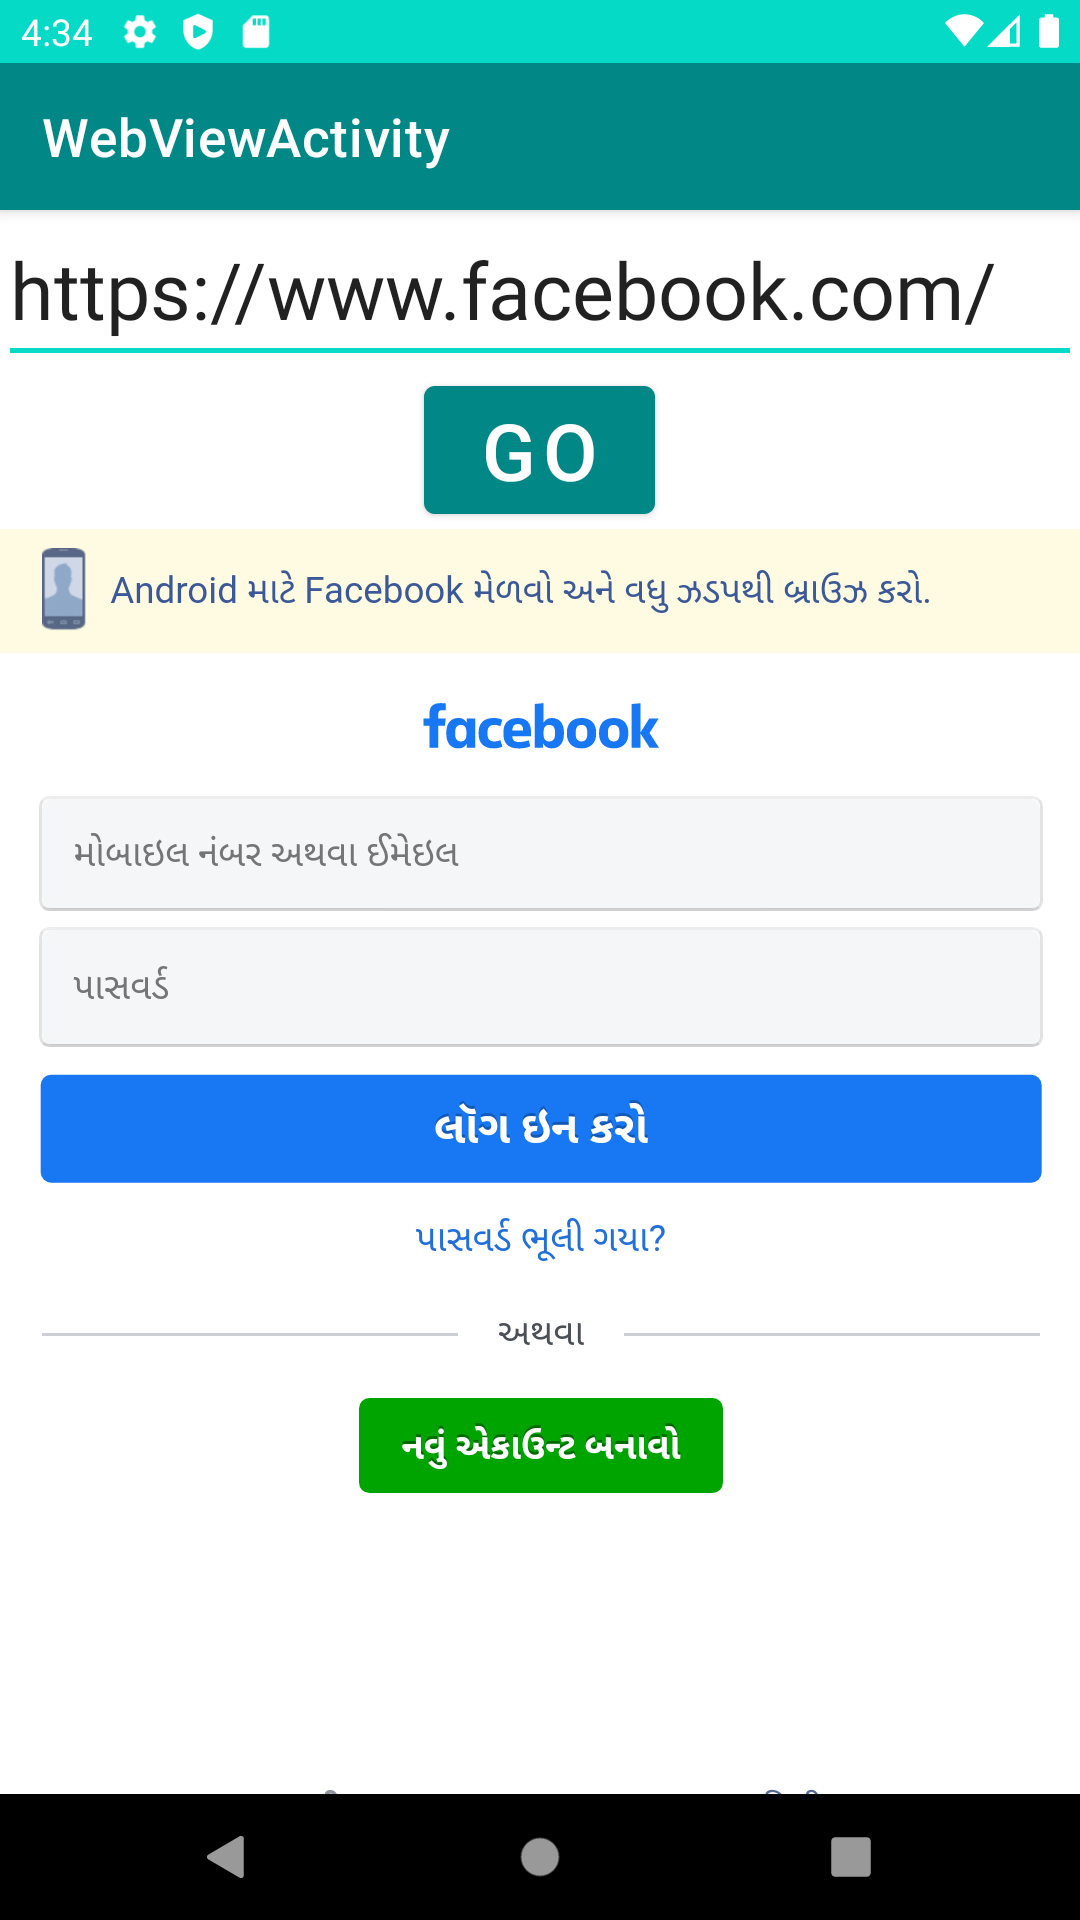 4:34
WebViewActivity
https://www.facebook.com/
GO
Android માટે Facebook મેળવો અને વધુ ઝડપથી બ્રાઉઝ કરો.
facebook
મોબાઇલ નંબર અથવા ઈમેઇલ
પાસવર્ડ
લૉગ ઇન કરો
પાસવર્ડ ભૂલી ગયા?
અથવા
નવું એકાઉન્ટ બનાવો